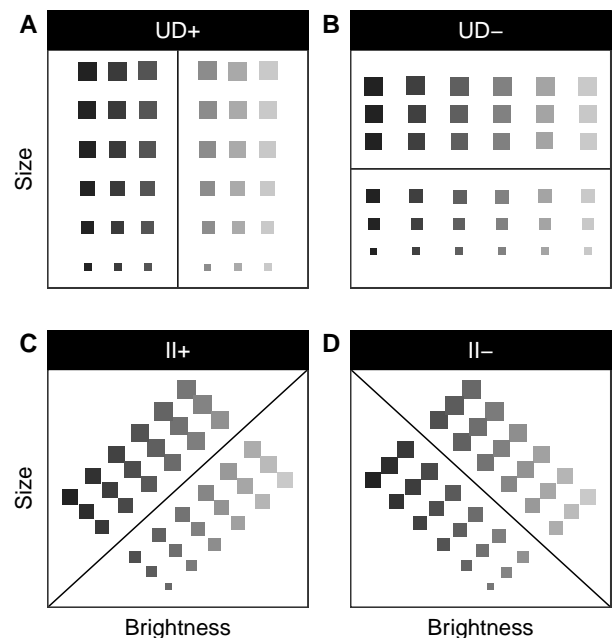 A UD+
B UD−
Size
C II+
D II−
Size
Brightness
Brightness